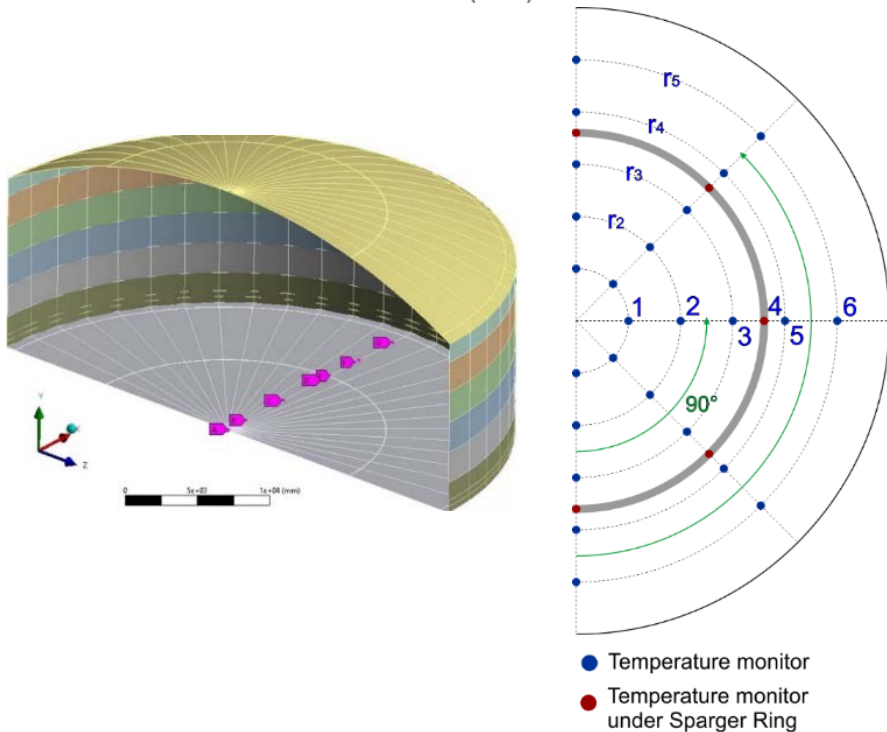 r5
r4
r3
r2
1
2
3
4
5
6
90°
Y
Z
0
5e+03
1e+04 (mm)
Temperature monitor
Temperature monitor
under Sparger Ring